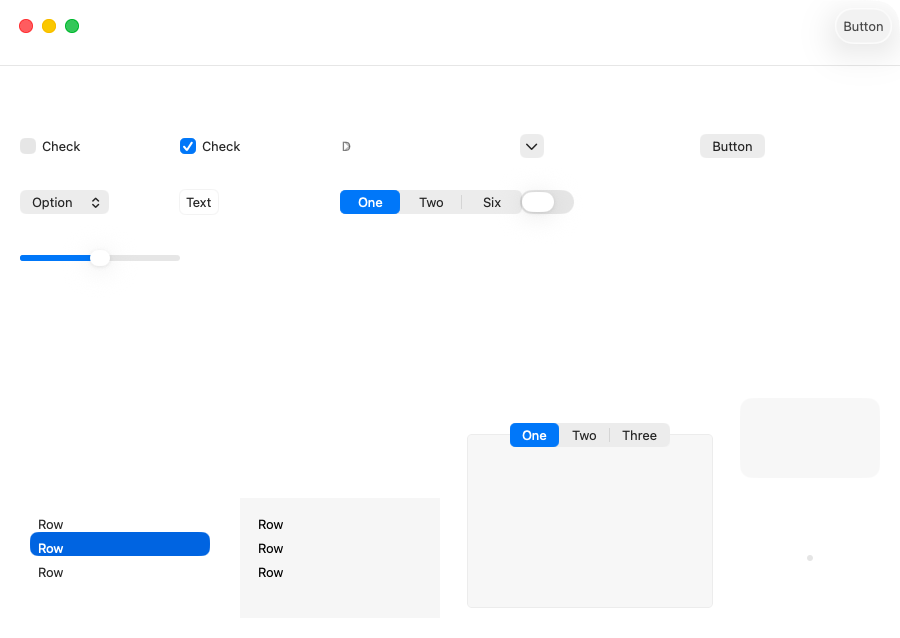 Button
Check
Check
D
Button
Option
Text
One Two Six
One Two Three
Row
Row
Row
Row
Row
Row